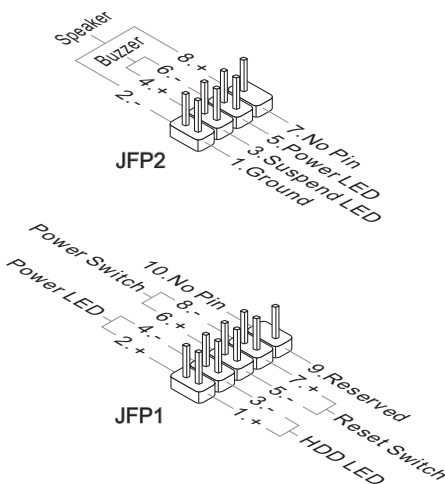 Speaker
Buzzer
8.+
6.-
4.+
2.-
7.No Pin
5.Power LED
3.Suspend LED
1.Ground
JFP2
Power Switch
Power LED
10.No Pin
8.-
6.+
4.-
2.+
9.Reserved
7.+
5.-
3.-
1.+
Reset Switch
HDD LED
JFP1